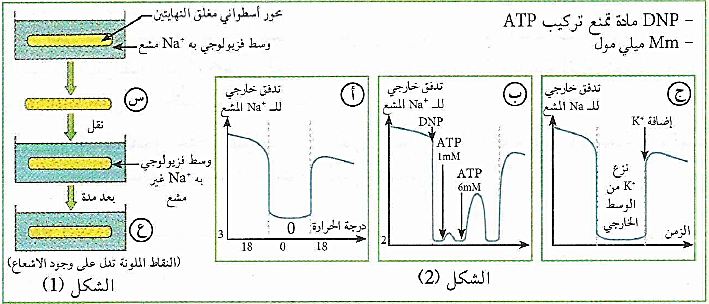 – DNP مادة تمنع تركيب ATP
– Mm ميلي مول
محور أسطواني مغلق النهايتين
وسط فزيولوجي به Na⁺ مشع
س
نقل
وسط فزيولوجي
به Na⁺ غير
مشع
بعد مدة
ع
(النقاط الملونة تدل على وجود الاشعاع)
الشكل (1)
أ
تدفق خارجي
للـ Na⁺ المشع
0
درجة الحرارة
3
18 0 18
ب
تدفق خارجي
للـ Na⁺ المشع
DNP
ATP
1mM
ATP
6mM
2
ج
تدفق خارجي
للـ Na المشع
إضافة K⁺
نزع
K⁺
من
الوسط
الخارجي
الزمن
الشكل (2)